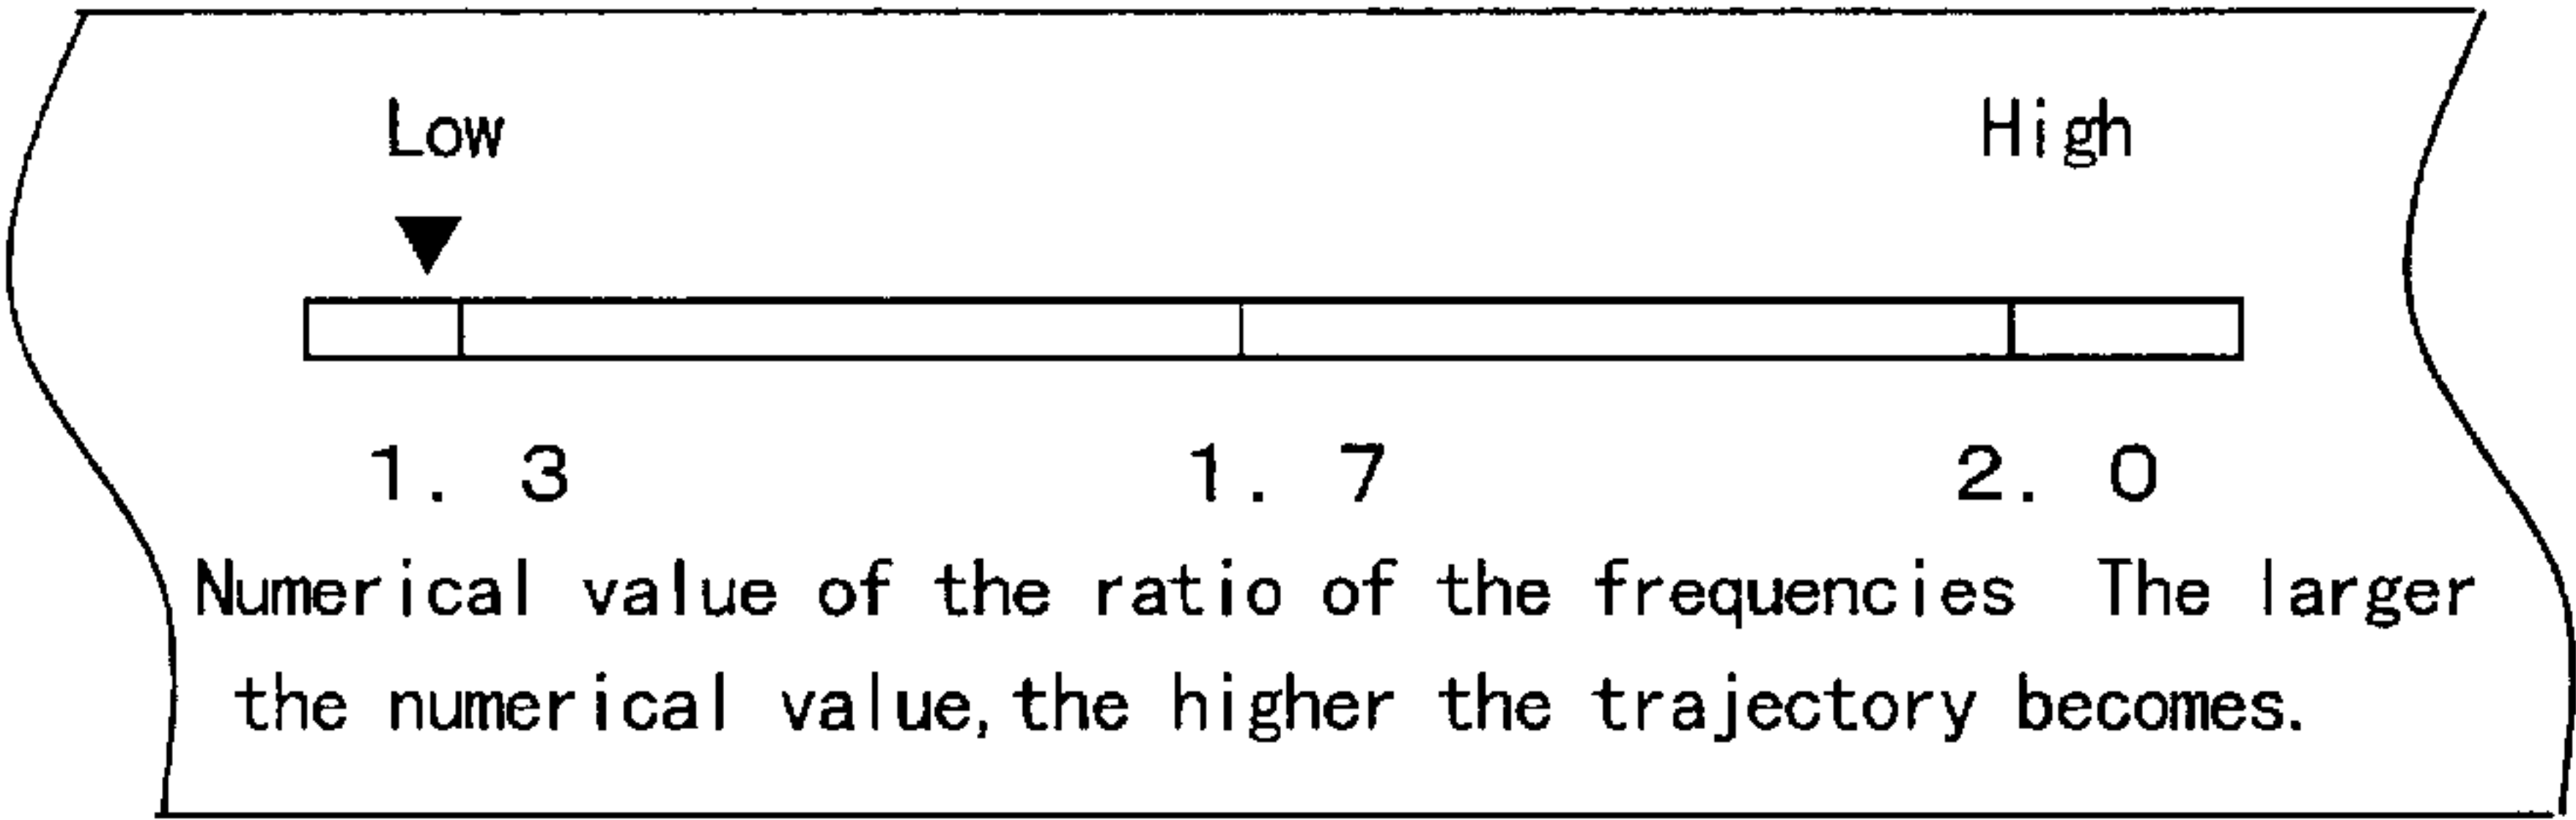 Low High
1. 3 1. 7 2. 0
Numerical value of the ratio of the frequencies The larger
the numerical value, the higher the trajectory becomes.